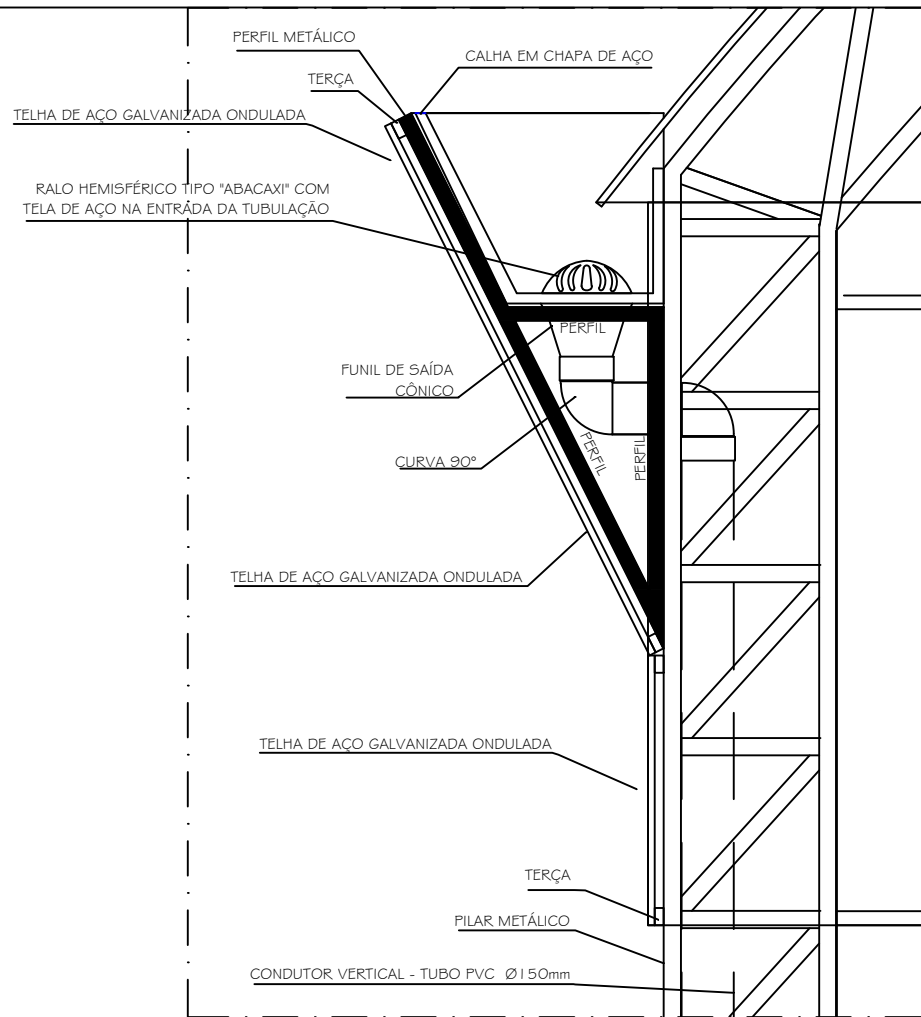 PERFIL METÁLICO
CALHA EM CHAPA DE AÇO
TERÇA
TELHA DE AÇO GALVANIZADA ONDULADA
RALO HEMISFÉRICO TIPO "ABACAXI" COM
TELA DE AÇO NA ENTRADA DA TUBULAÇÃO
PERFIL
FUNIL DE SAÍDA
CÔNICO
PERFIL
PERFIL
CURVA 90°
TELHA DE AÇO GALVANIZADA ONDULADA
TELHA DE AÇO GALVANIZADA ONDULADA
TERÇA
PILAR METÁLICO
CONDUTOR VERTICAL - TUBO PVC Ø150mm